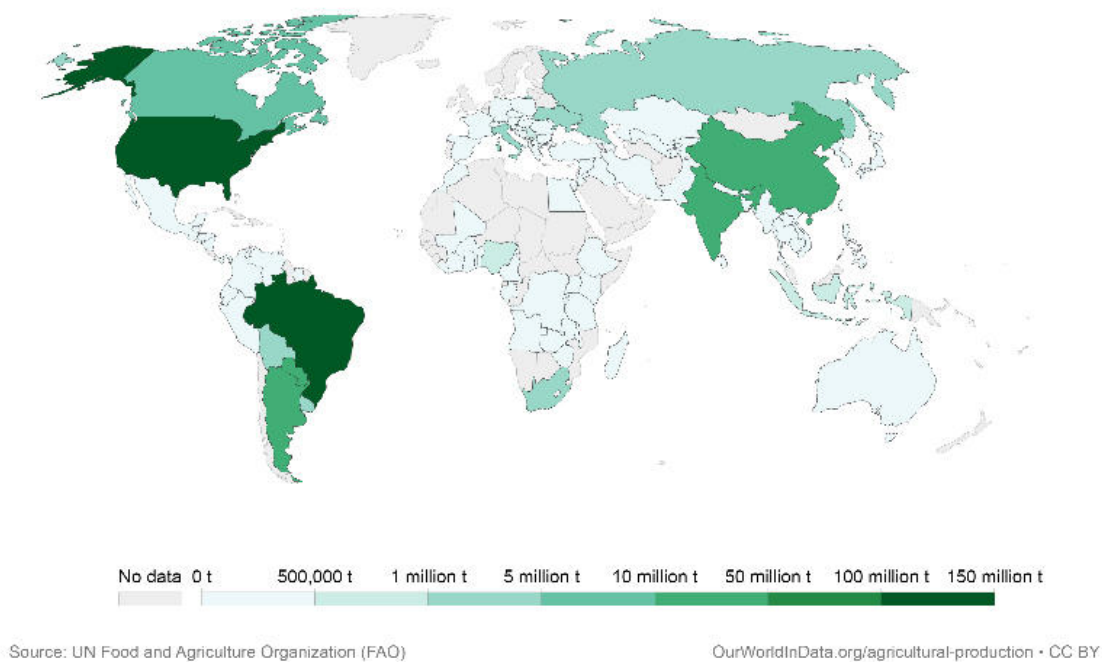 No data 0 t 500,000 t 1 million t 5 million t 10 million t 50 million t 100 million t 150 million t
Source: UN Food and Agriculture Organization (FAO) OurWorldInData.org/agricultural-production • CC BY